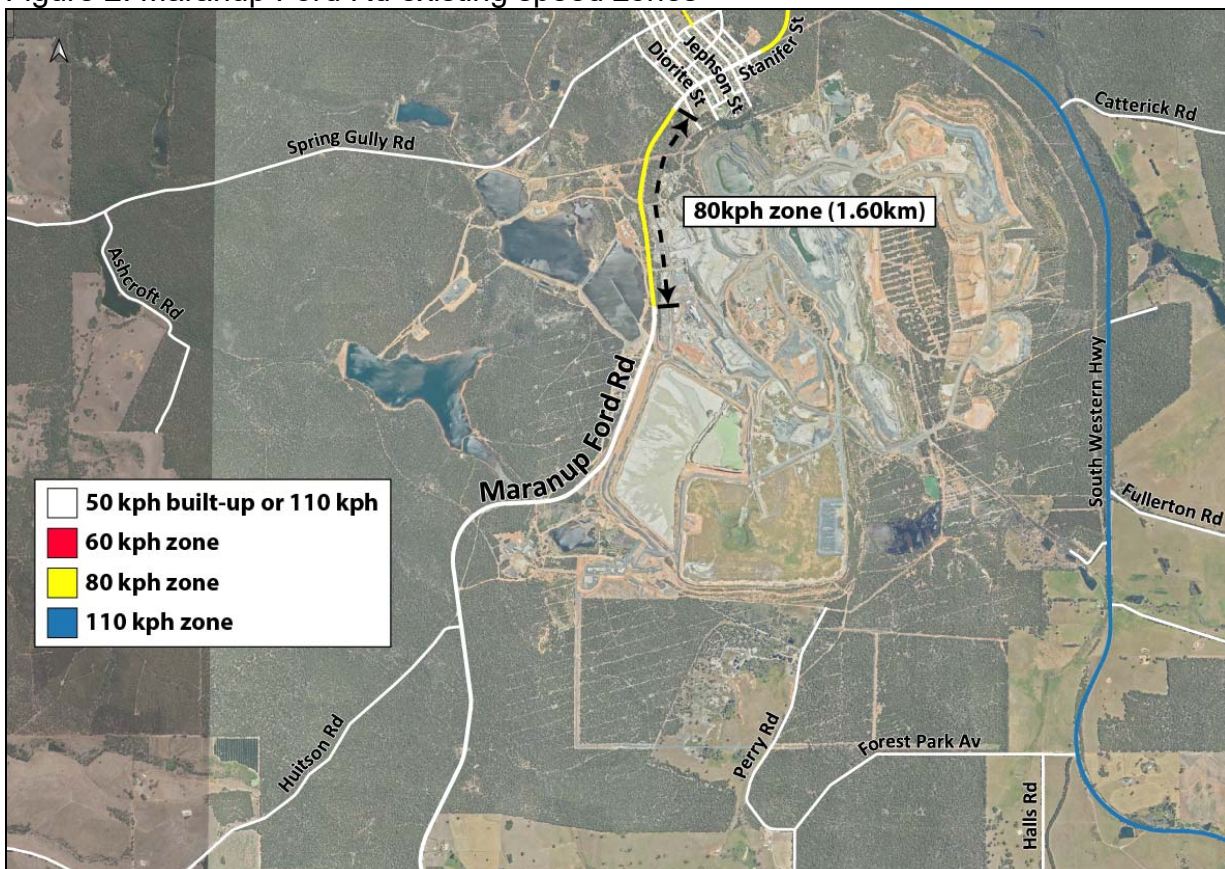 Figure 2: Maranup Ford Rd existing speed zones
Diorite St
Jephson St
Stanifer St
Catterick Rd
Spring Gully Rd
80kph zone (1.60km)
Ashcroft Rd
South Western Hwy
Maranup Ford Rd
Fullerton Rd
50 kph built-up or 110 kph
60 kph zone
80 kph zone
110 kph zone
Huitson Rd
Perry Rd
Forest Park Av
Halls Rd